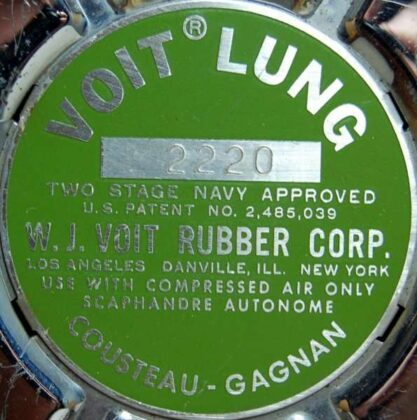 VOIT® LUNG
2220
TWO STAGE NAVY APPROVED
U.S. PATENT NO. 2,485,039
W. J. VOIT RUBBER CORP.
LOS ANGELES DANVILLE, ILL. NEW YORK
USE WITH COMPRESSED AIR ONLY
SCAPHANDRE AUTONOME
COUSTEAU - GAGNAN